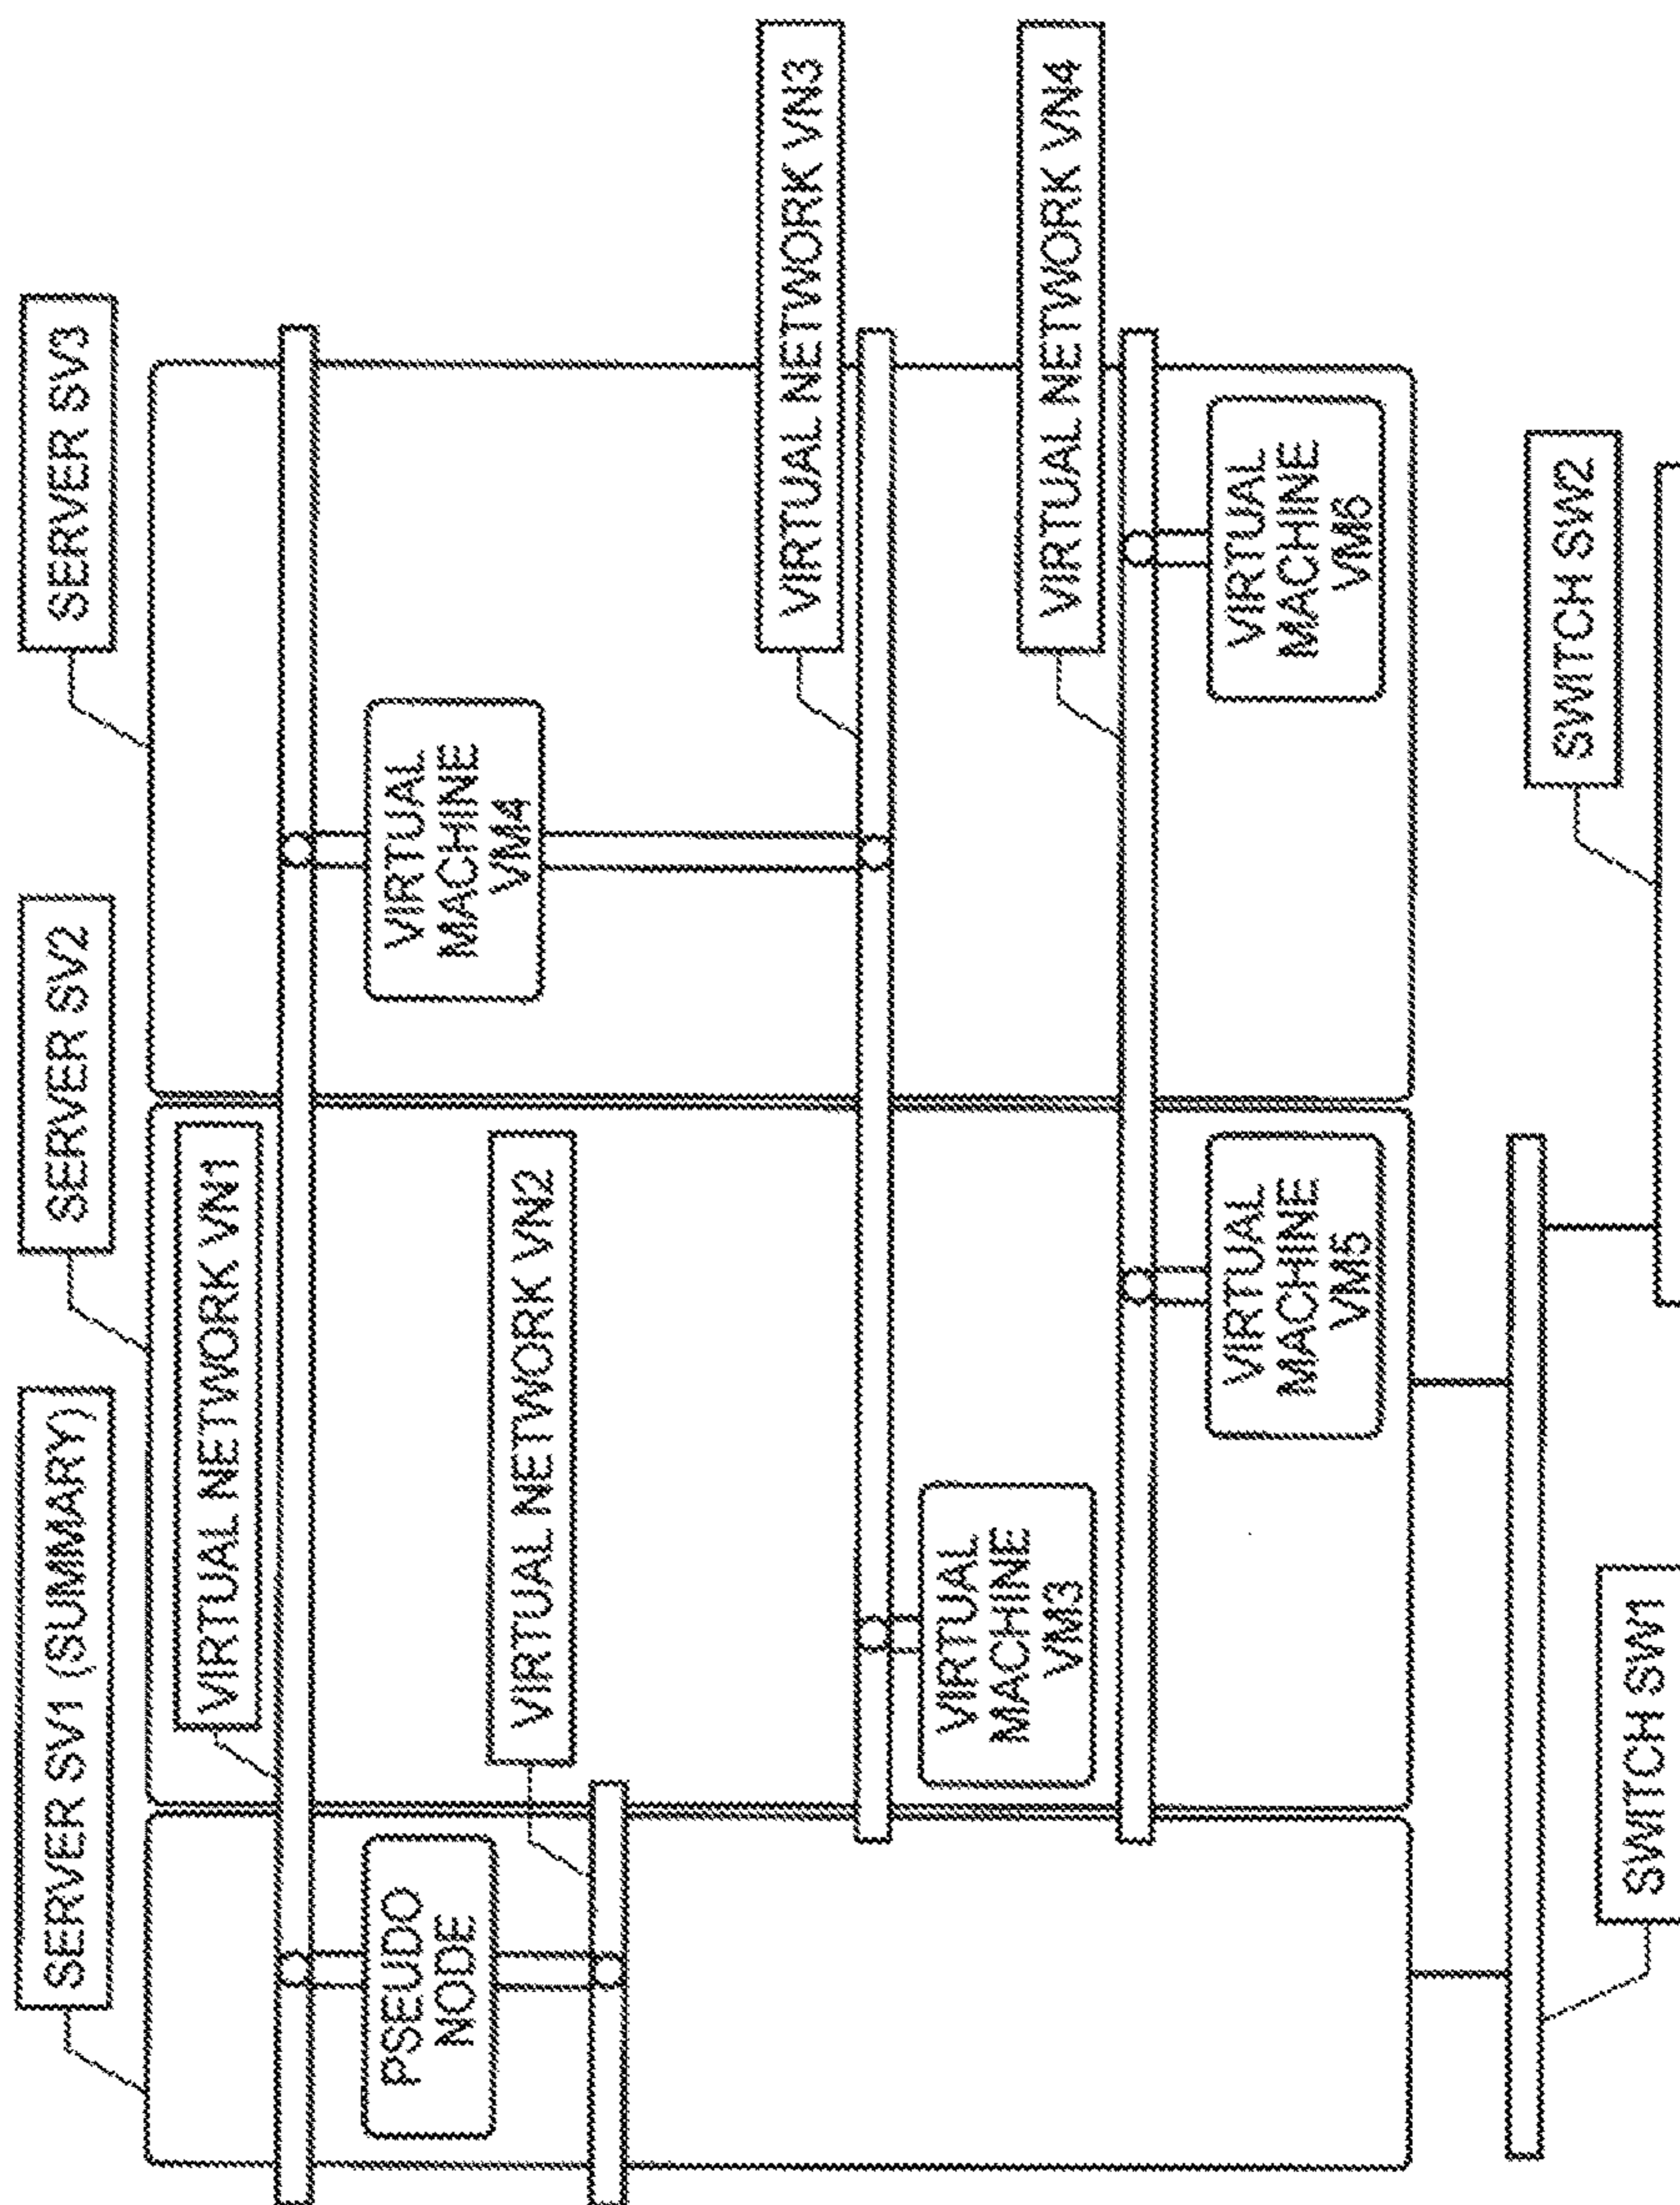 SERVER SV1 (SUMMARY)
SERVER SV2
SERVER SV3
VIRTUAL NETWORK VN1
PSEUDO
NODE
VIRTUAL
MACHINE
VM4
VIRTUAL NETWORK VN2
VIRTUAL NETWORK VN3
VIRTUAL
MACHINE
VM3
VIRTUAL NETWORK VN4
VIRTUAL
MACHINE
VM5
VIRTUAL
MACHINE
VM6
SWITCH SW2
SWITCH SW1